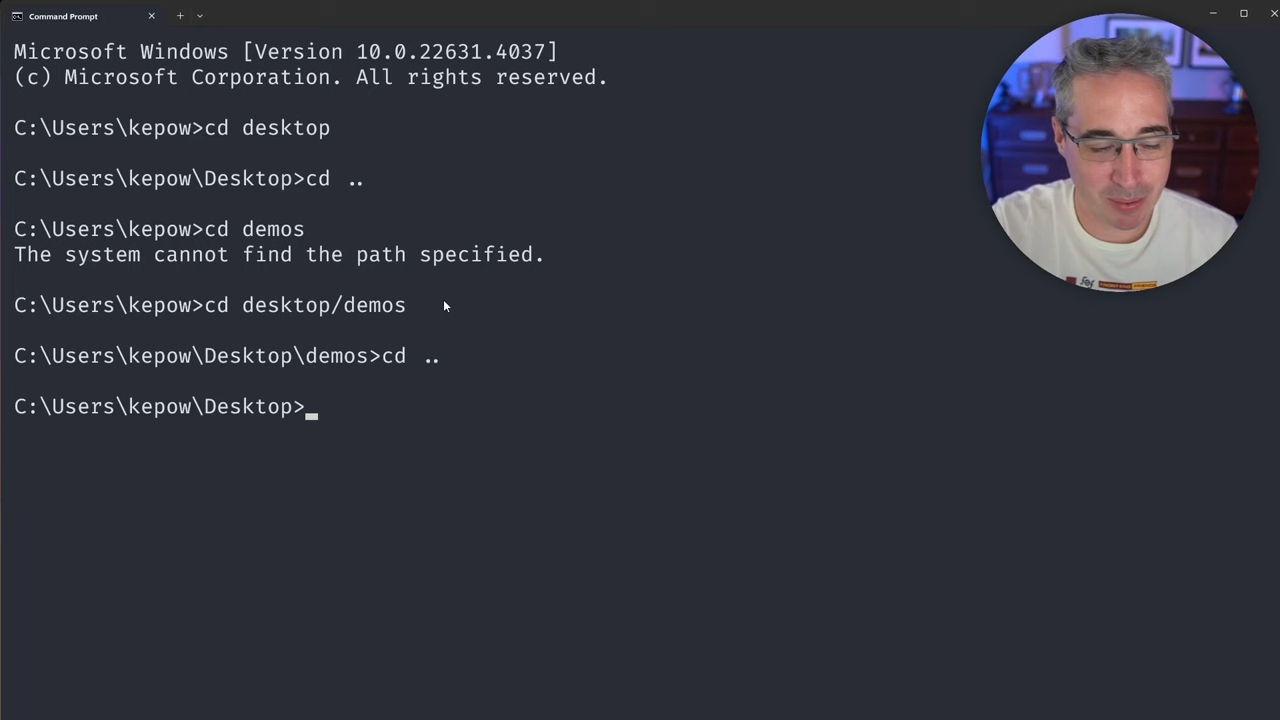 Command Prompt
Microsoft Windows [Version 10.0.22631.4037]
(c) Microsoft Corporation. All rights reserved.
C:\Users\kepow>cd desktop
C:\Users\kepow\Desktop>cd ..
C:\Users\kepow>cd demos
The system cannot find the path specified.
C:\Users\kepow>cd desktop/demos
C:\Users\kepow\Desktop\demos>cd ..
C:\Users\kepow\Desktop>